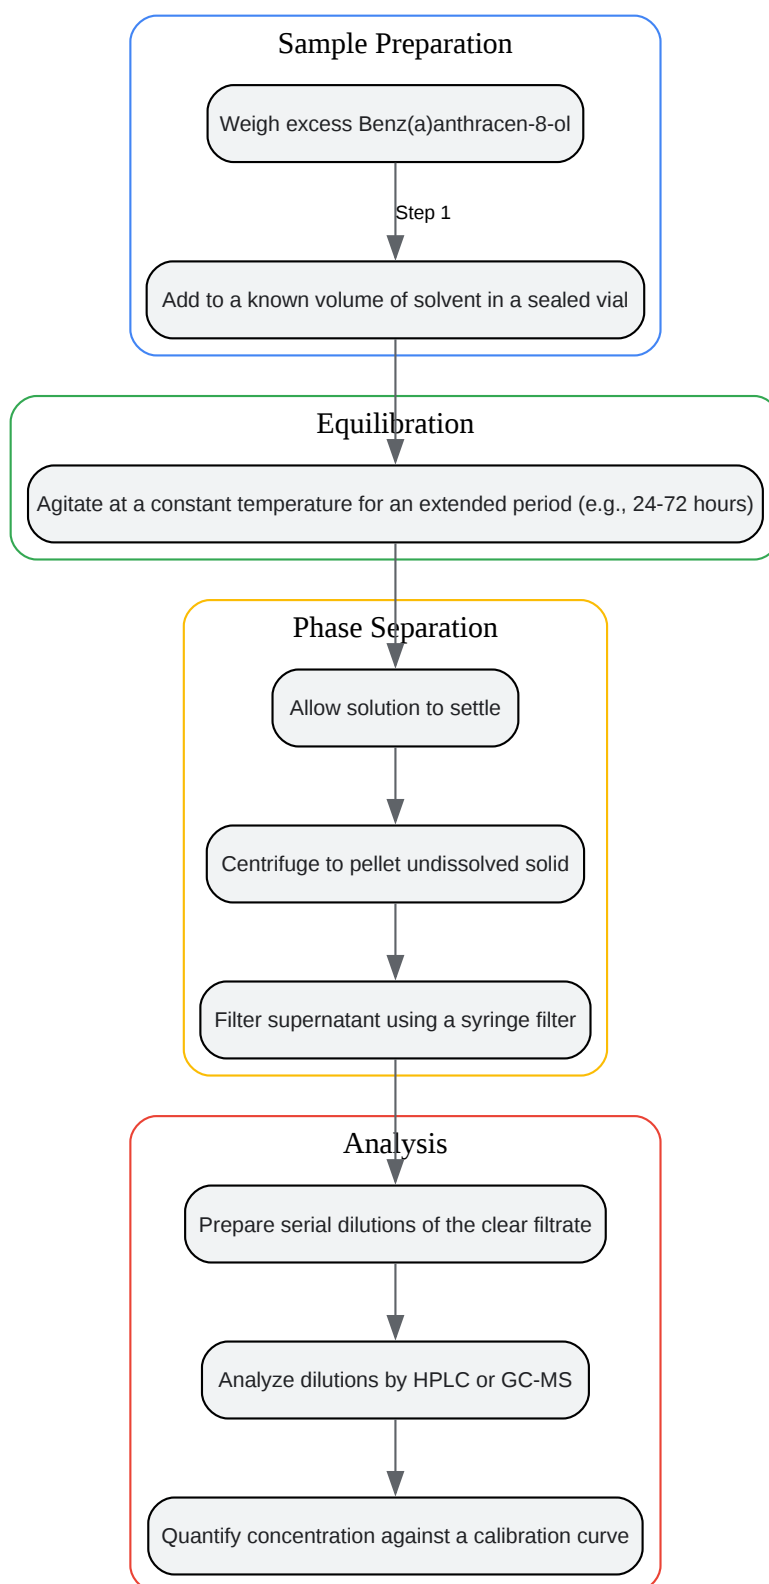 Sample Preparation
Weigh excess Benz(a)anthracen-8-ol
Step 1
Add to a known volume of solvent in a sealed vial
Equilibration
Agitate at a constant temperature for an extended period (e.g., 24-72 hours)
Phase Separation
Allow solution to settle
Centrifuge to pellet undissolved solid
Filter supernatant using a syringe filter
Analysis
Prepare serial dilutions of the clear filtrate
Analyze dilutions by HPLC or GC-MS
Quantify concentration against a calibration curve